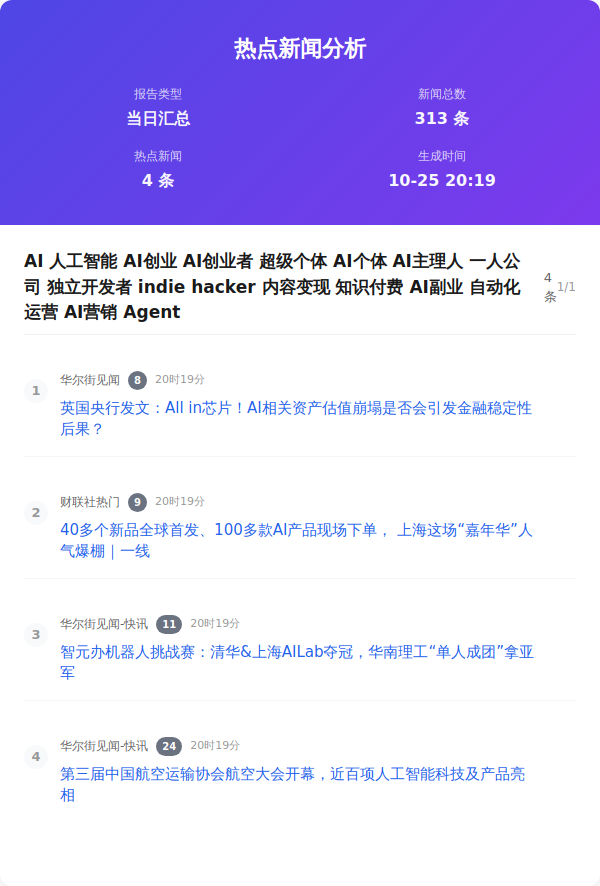 热点新闻分析
报告类型
新闻总数
当日汇总
313 条
热点新闻
生成时间
4 条
10-25 20:19
AI 人工智能 AI创业 AI创业者 超级个体 AI个体 AI主理人 一人公
司 独立开发者 indie hacker 内容变现 知识付费 AI副业 自动化
运营 AI营销 Agent
4
条
1/1
1
华尔街见闻 8 20时19分
英国央行发文：All in芯片！AI相关资产估值崩塌是否会引发金融稳定性
后果？
2
财联社热门 9 20时19分
40多个新品全球首发、100多款AI产品现场下单， 上海这场“嘉年华”人
气爆棚｜一线
3
华尔街见闻-快讯 11 20时19分
智元办机器人挑战赛：清华&上海AILab夺冠，华南理工“单人成团”拿亚
军
4
华尔街见闻-快讯 24 20时19分
第三届中国航空运输协会航空大会开幕，近百项人工智能科技及产品亮
相